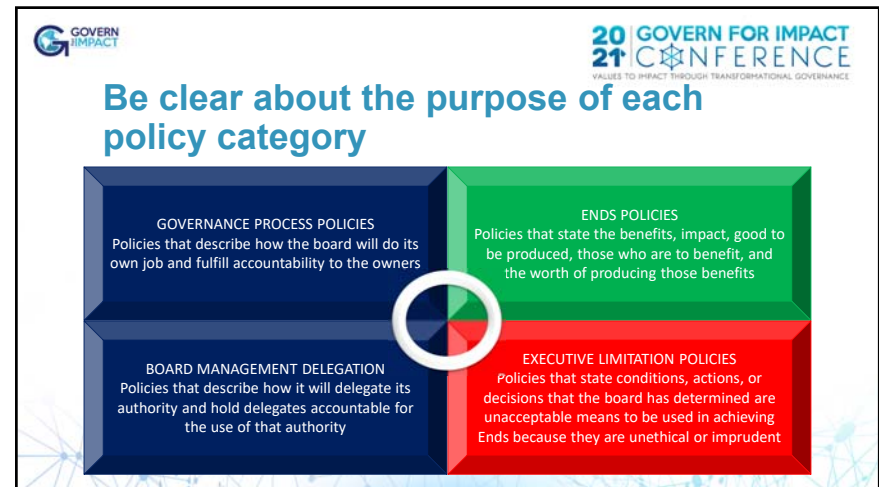 GOVERN
for IMPACT
20 GOVERN FOR IMPACT
21 CONFERENCE
VALUES TO IMPACT THROUGH TRANSFORMATIONAL GOVERNANCE
Be clear about the purpose of each
policy category
GOVERNANCE PROCESS POLICIES
Policies that describe how the board will do its
own job and fulfill accountability to the owners
ENDS POLICIES
Policies that state the benefits, impact, good to
be produced, those who are to benefit, and
the worth of producing those benefits
BOARD MANAGEMENT DELEGATION
Policies that describe how it will delegate its
authority and hold delegates accountable for
the use of that authority
EXECUTIVE LIMITATION POLICIES
Policies that state conditions, actions, or
decisions that the board has determined are
unacceptable means to be used in achieving
Ends because they are unethical or imprudent